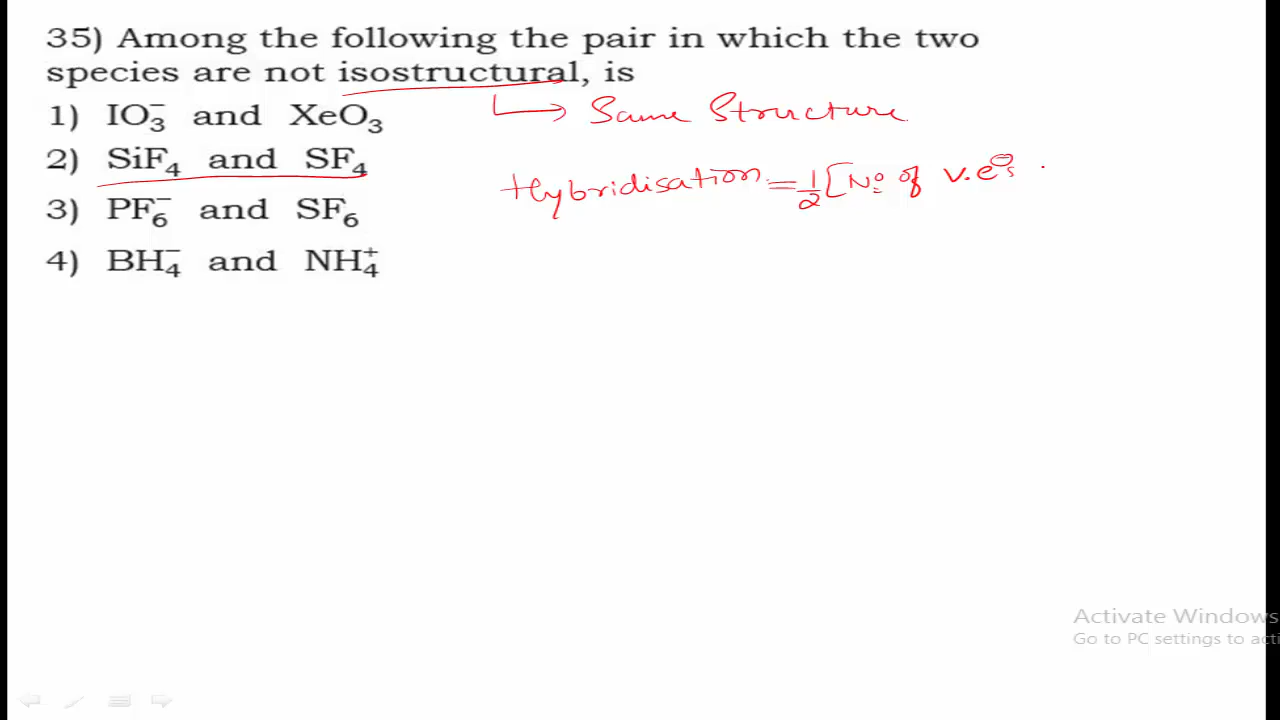 35) Among the following the pair in which the two
species are not isostructural, is
1) IO₃⁻ and XeO₃
→ Same Structure
2) SiF₄ and SF₄
Hybridisation = 1/2 [No of v.e⁻s
3) PF₆⁻ and SF₆
4) BH₄⁻ and NH₄⁺
Activate Windows
Go to PC settings to acti